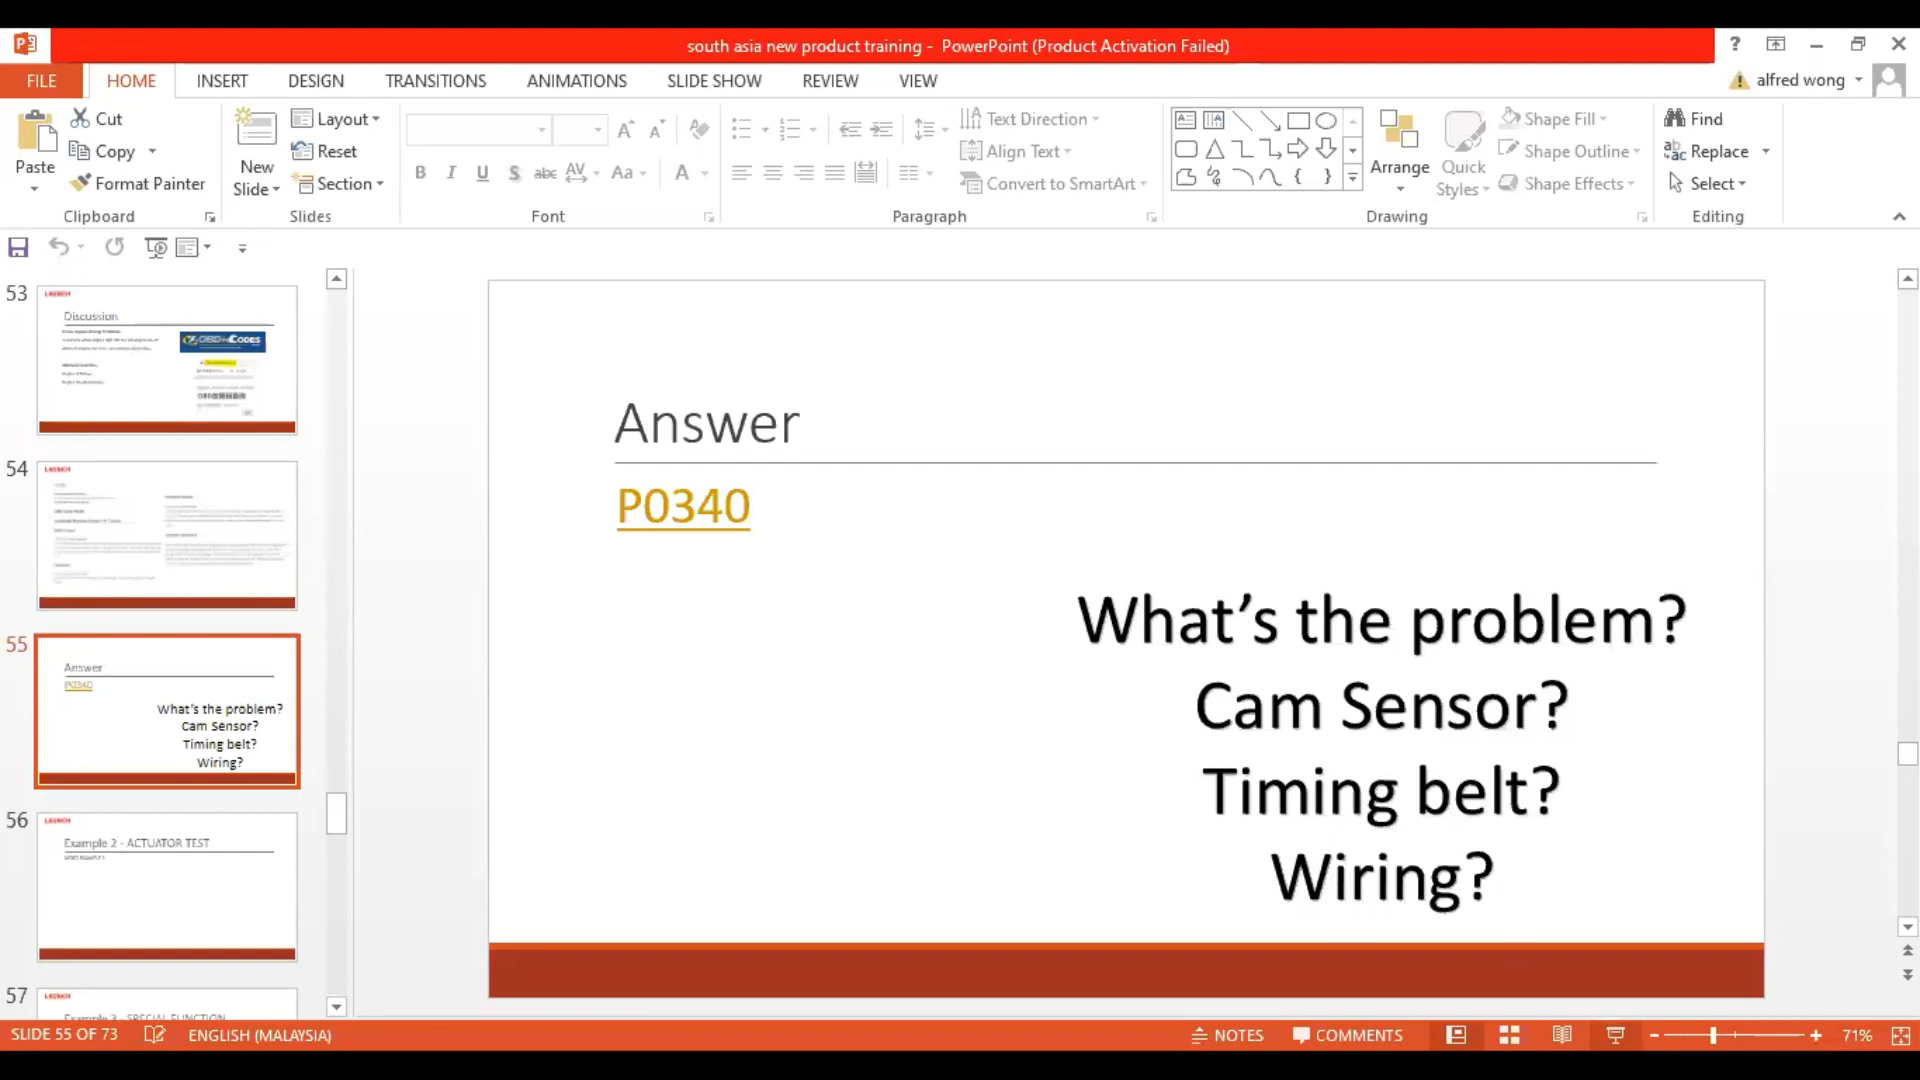 south asia new product training - PowerPoint (Product Activation Failed)
FILE HOME INSERT DESIGN TRANSITIONS ANIMATIONS SLIDE SHOW REVIEW VIEW
alfred wong
Paste
Cut
Copy
Format Painter
Clipboard
New
Slide
Layout
Reset
Section
Slides
Font
Text Direction
Align Text
Convert to SmartArt
Paragraph
Arrange
Quick
Styles
Shape Fill
Shape Outline
Shape Effects
Drawing
Find
Replace
Select
Editing
53
LAUNCH
Discussion
54
LAUNCH
55
Answer
P0340
What's the problem?
Cam Sensor?
Timing belt?
Wiring?
56
LAUNCH
Example 2 - ACTUATOR TEST
57
LAUNCH
Example 3 - SPECIAL FUNCTION
Answer
P0340
What’s the problem?
Cam Sensor?
Timing belt?
Wiring?
SLIDE 55 OF 73
ENGLISH (MALAYSIA)
NOTES
COMMENTS
71%